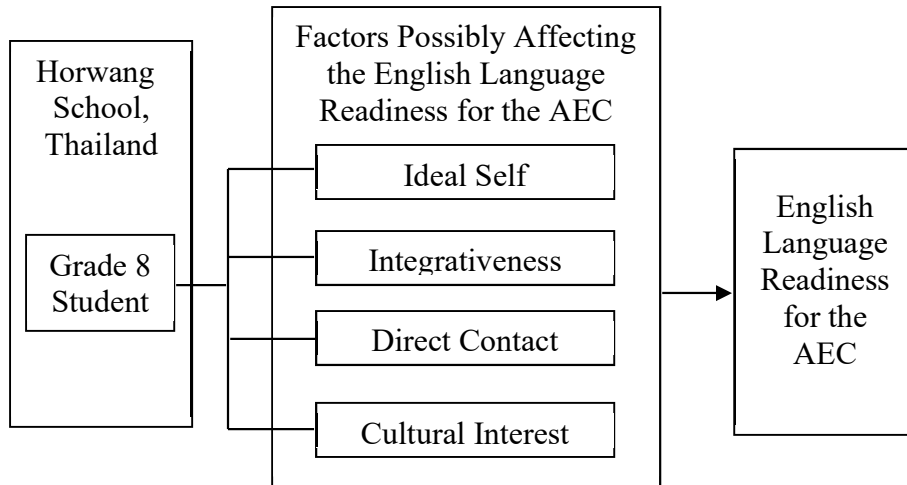 Horwang
School,
Thailand
Grade 8
Student
Factors Possibly Affecting
the English Language
Readiness for the AEC
Ideal Self
Integrativeness
Direct Contact
Cultural Interest
English
Language
Readiness
for the
AEC